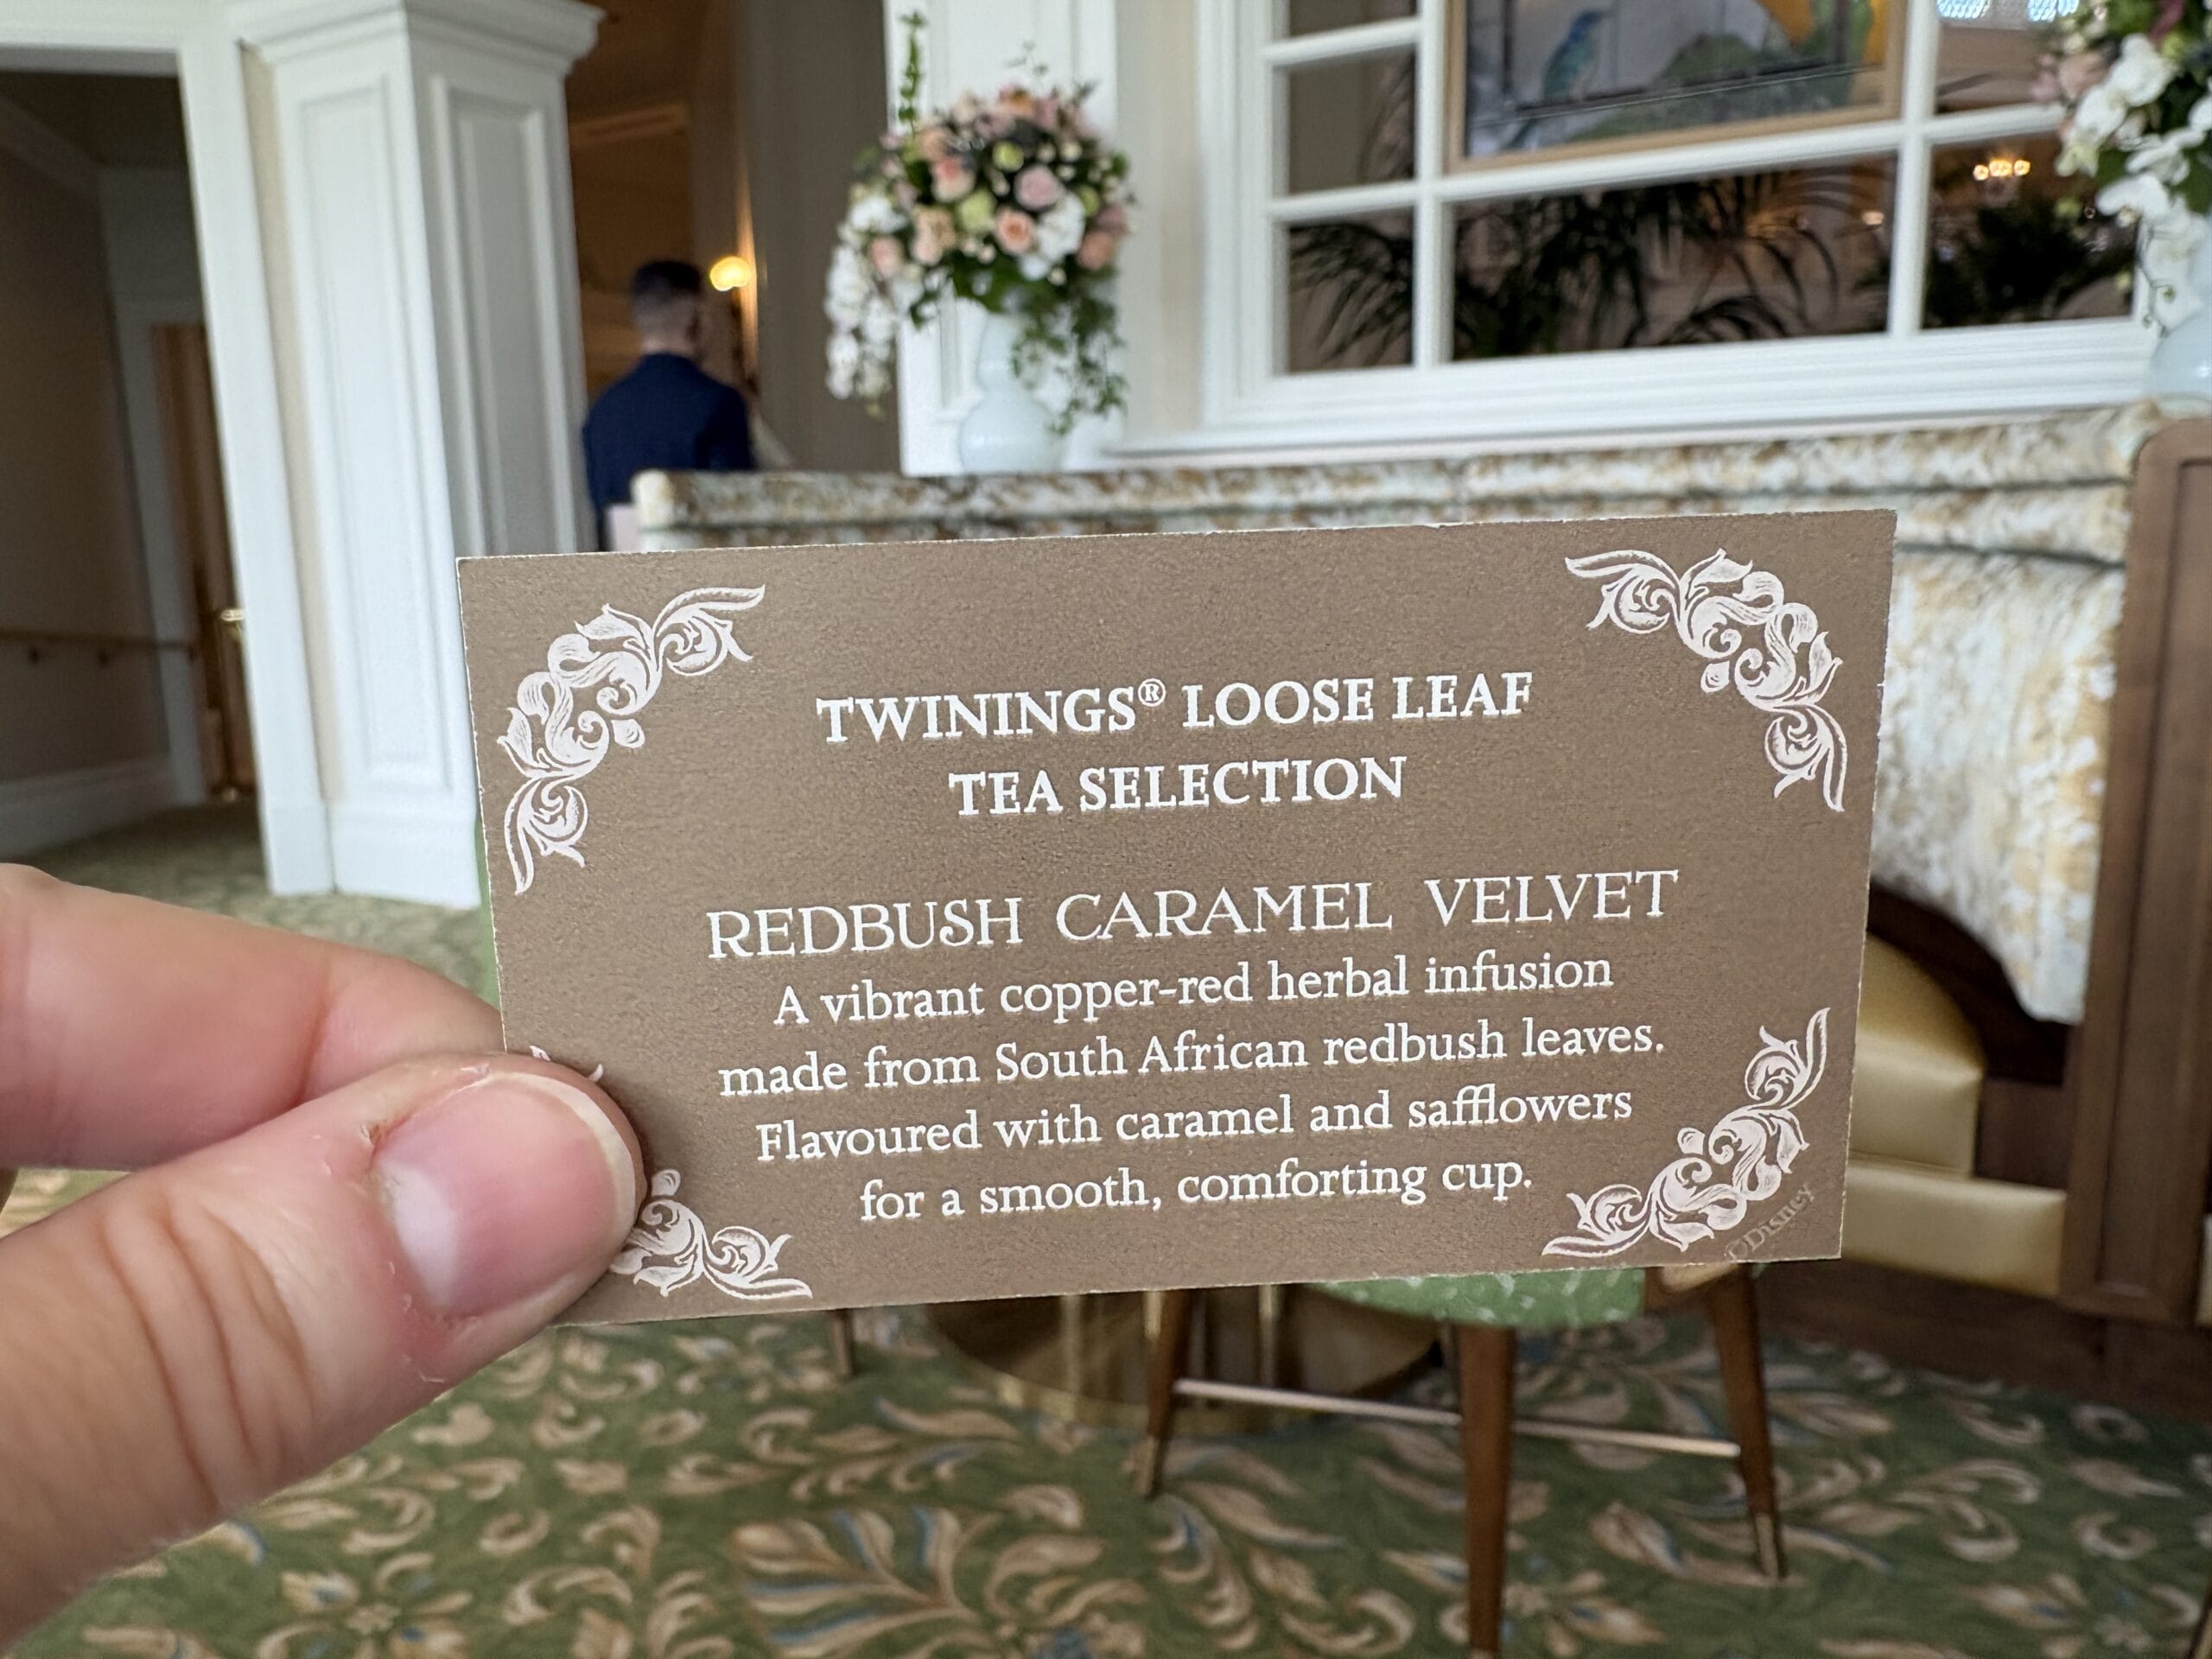 TWININGS® LOOSE LEAF
TEA SELECTION
REDBUSH CARAMEL VELVET
A vibrant copper-red herbal infusion
made from South African redbush leaves.
Flavoured with caramel and safflowers
for a smooth, comforting cup.
©Disney